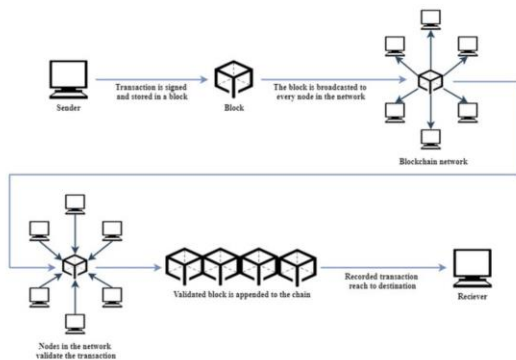 Transaction is signed
and stored in a block
The block is broadcasted to
every node in the network
Sender
Block
Blockchain network
Nodes in the network
validate the transaction
Validated block is appended to the chain
Recorded transaction
reach to destination
Reciever